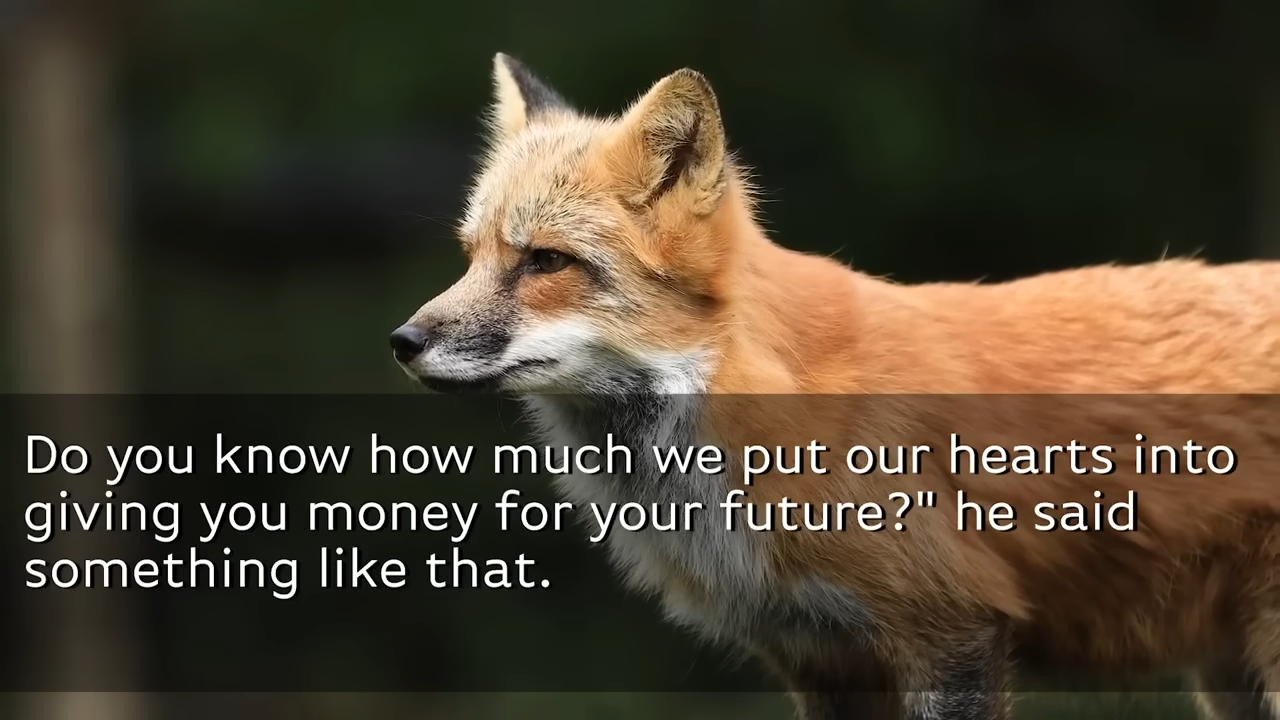 Do you know how much we put our hearts into
giving you money for your future?" he said
something like that.